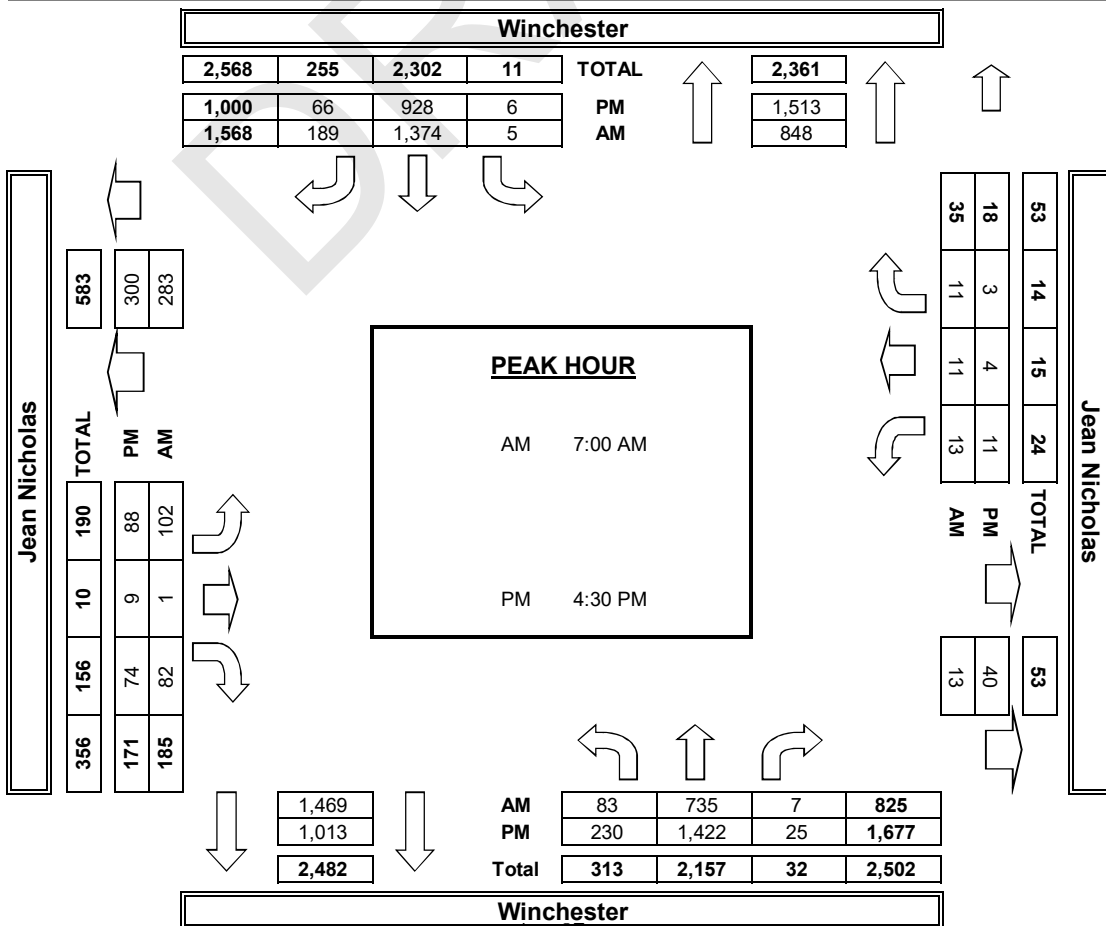 Winchester
2,568 255 2,302 11 TOTAL 2,361
1,000 66 928 6 PM 1,513
1,568 189 1,374 5 AM 848
Jean Nicholas
583
300
283
TOTAL
PM
AM
190 10 156 356
88 9 74 171
102 1 82 185
PEAK HOUR
AM 7:00 AM
PM 4:30 PM
53 14 15 24 TOTAL
18 3 4 11 PM
35 11 11 13 AM
53
40
13
Jean Nicholas
1,469 AM 83 735 7 825
1,013 PM 230 1,422 25 1,677
2,482 Total 313 2,157 32 2,502
Winchester